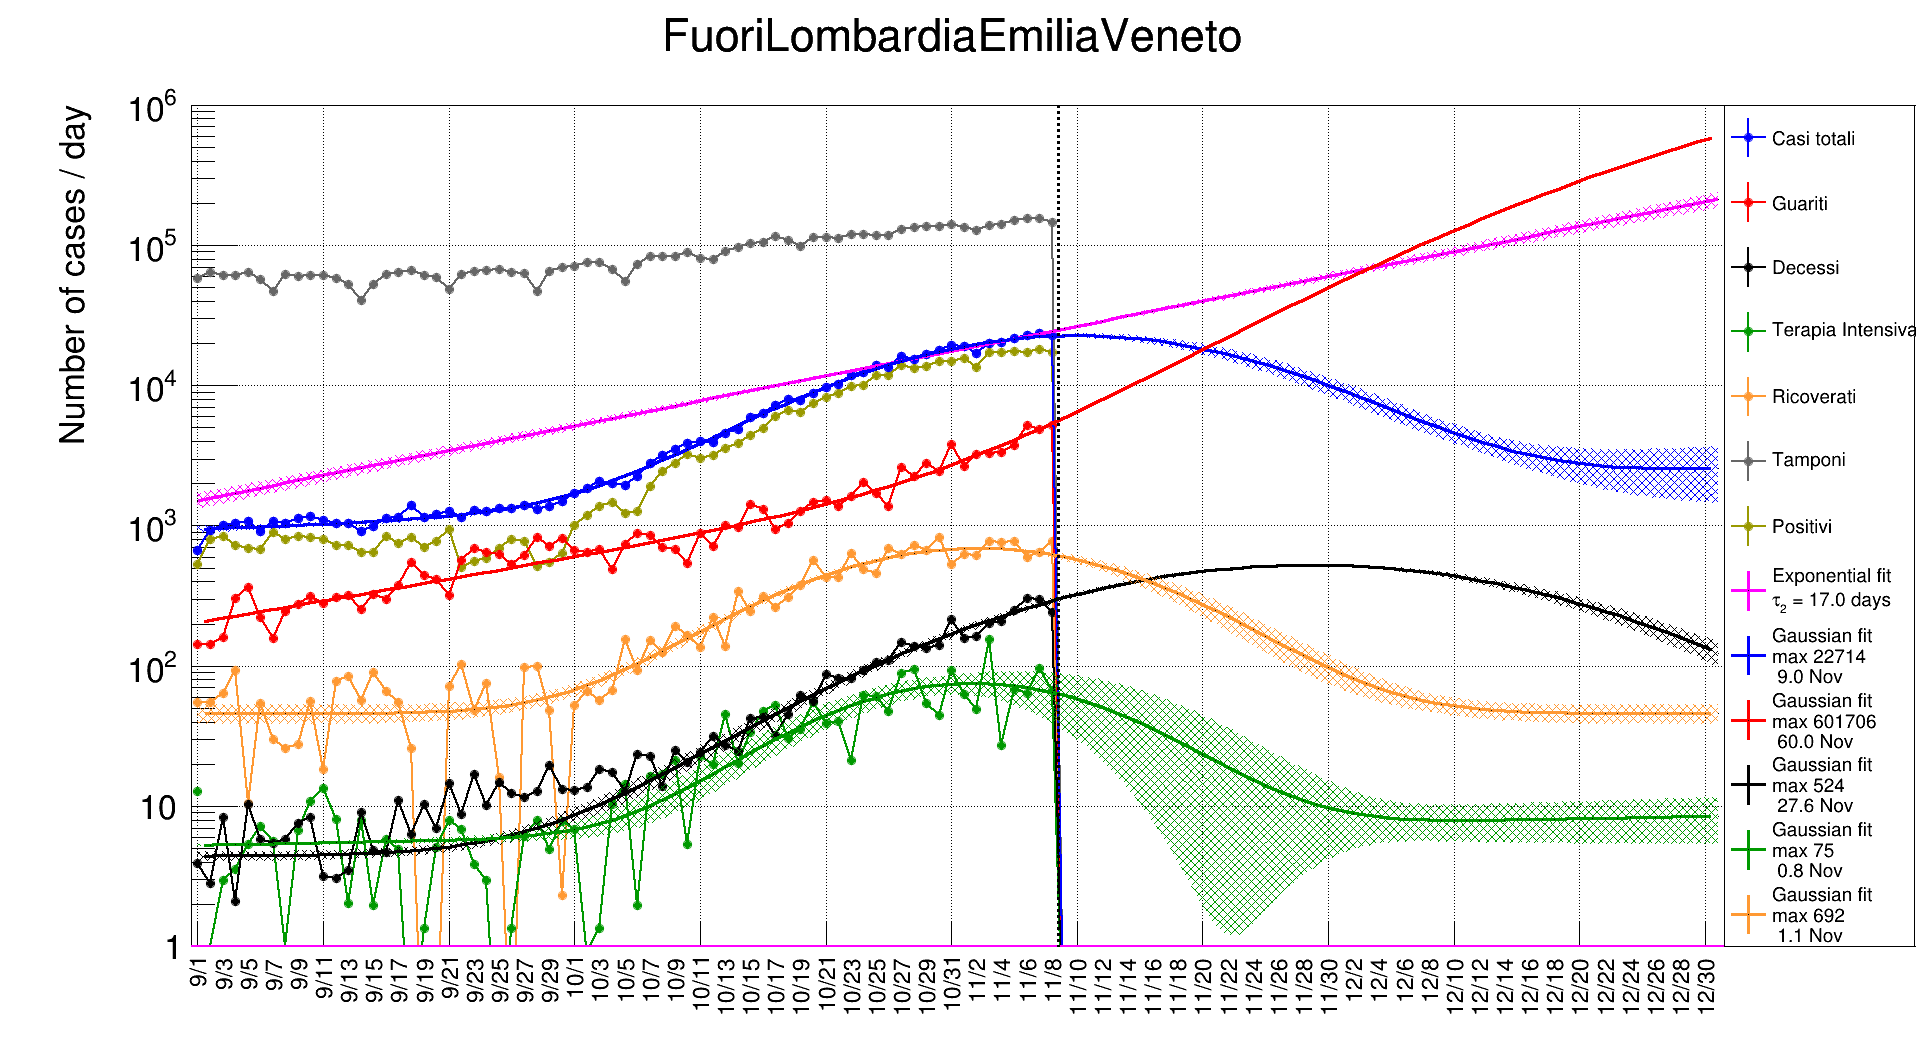 FuoriLombardiaEmiliaVeneto
Number of cases / day
10^6
10^5
10^4
10^3
10^2
10
1
9/1 9/3 9/5 9/7 9/9 9/11 9/13 9/15 9/17 9/19 9/21 9/23 9/25 9/27 9/29 10/1 10/3 10/5 10/7 10/9 10/11 10/13 10/15 10/17 10/19 10/21 10/23 10/25 10/27 10/29 10/31 11/2 11/4 11/6 11/8 11/10 11/12 11/14 11/16 11/18 11/20 11/22 11/24 11/26 11/28 11/30 12/2 12/4 12/6 12/8 12/10 12/12 12/14 12/16 12/18 12/20 12/22 12/24 12/26 12/28 12/30
Casi totali
Guariti
Decessi
Terapia Intensiva
Ricoverati
Tamponi
Positivi
Exponential fit
τ₂ = 17.0 days
Gaussian fit
max 22714
9.0 Nov
Gaussian fit
max 601706
60.0 Nov
Gaussian fit
max 524
27.6 Nov
Gaussian fit
max 75
0.8 Nov
Gaussian fit
max 692
1.1 Nov